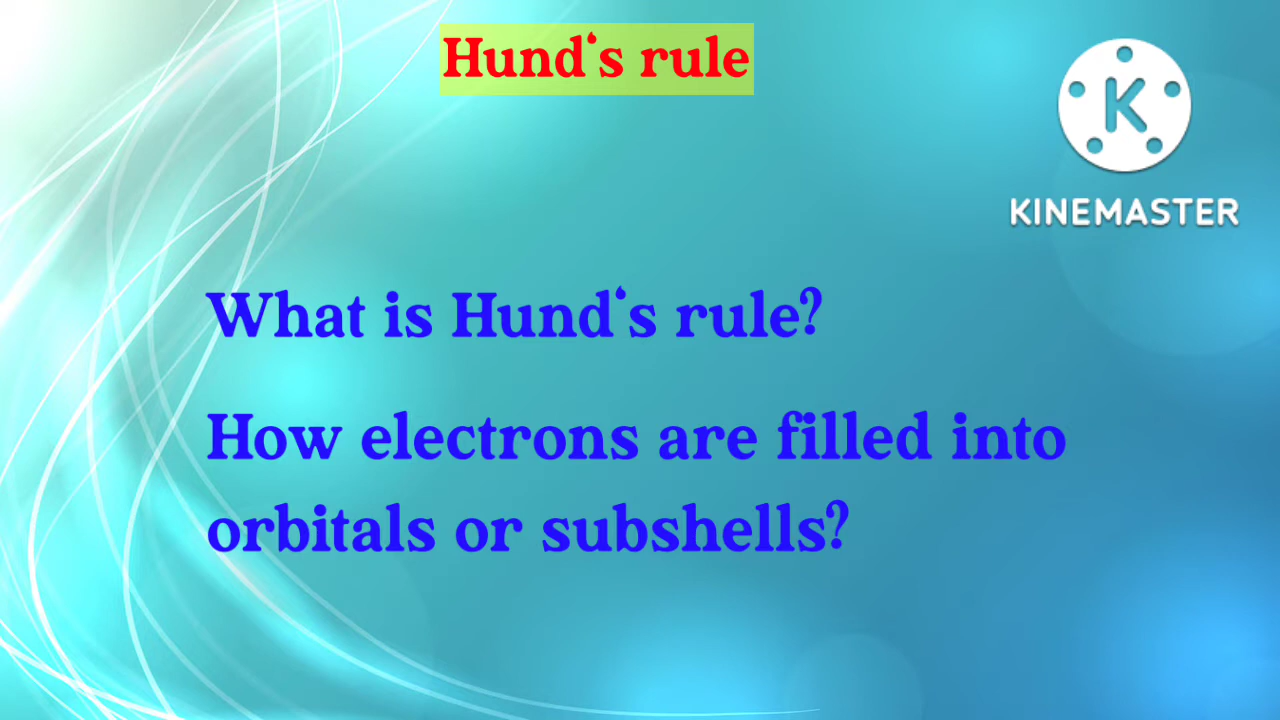 Hund‘s rule
K
KINEMASTER
What is Hund‘s rule?
How electrons are filled into
orbitals or subshells?